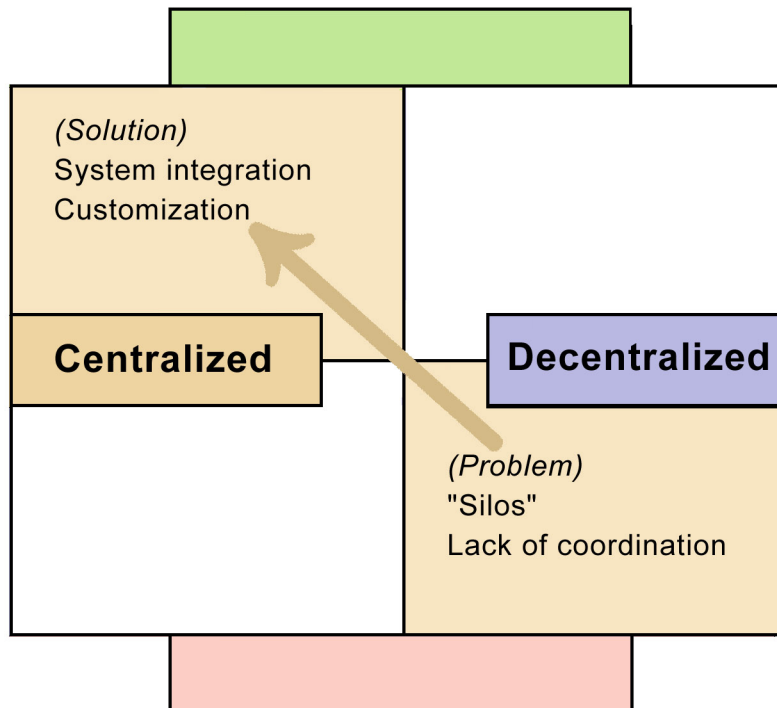 (Solution)
System integration
Customization
Centralized
Decentralized
(Problem)
"Silos"
Lack of coordination